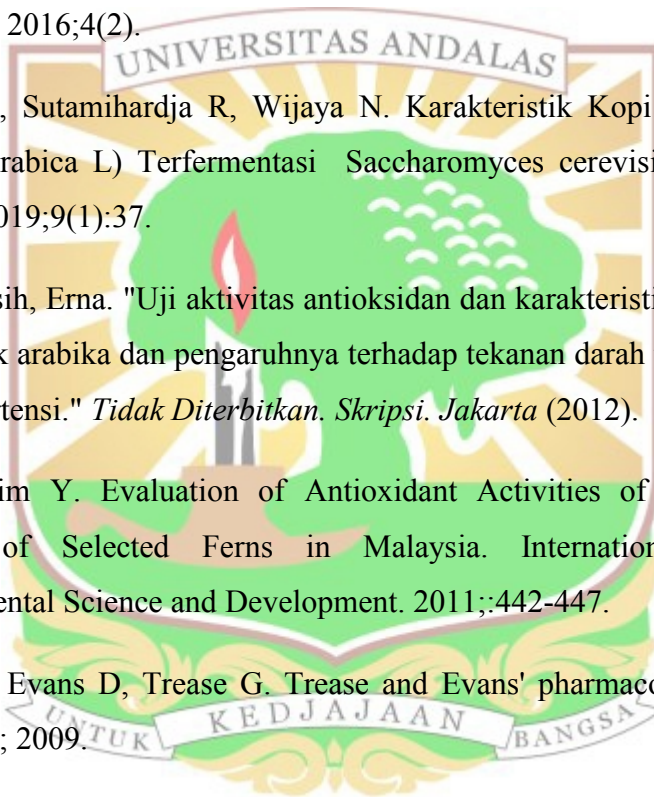 2016;4(2).
UNIVERSITAS ANDALAS
, Sutamihardja R, Wijaya N. Karakteristik Kopi
rabica L) Terfermentasi Saccharomyces cerevisi
019;9(1):37.
sih, Erna. "Uji aktivitas antioksidan dan karakteristi
k arabika dan pengaruhnya terhadap tekanan darah
rtensi." Tidak Diterbitkan. Skripsi. Jakarta (2012).
im Y. Evaluation of Antioxidant Activities of
of Selected Ferns in Malaysia. Internation
ental Science and Development. 2011;:442-447.
Evans D, Trease G. Trease and Evans' pharmaco
; 2009.
UNTUK KEDJAJAAN BANGSA